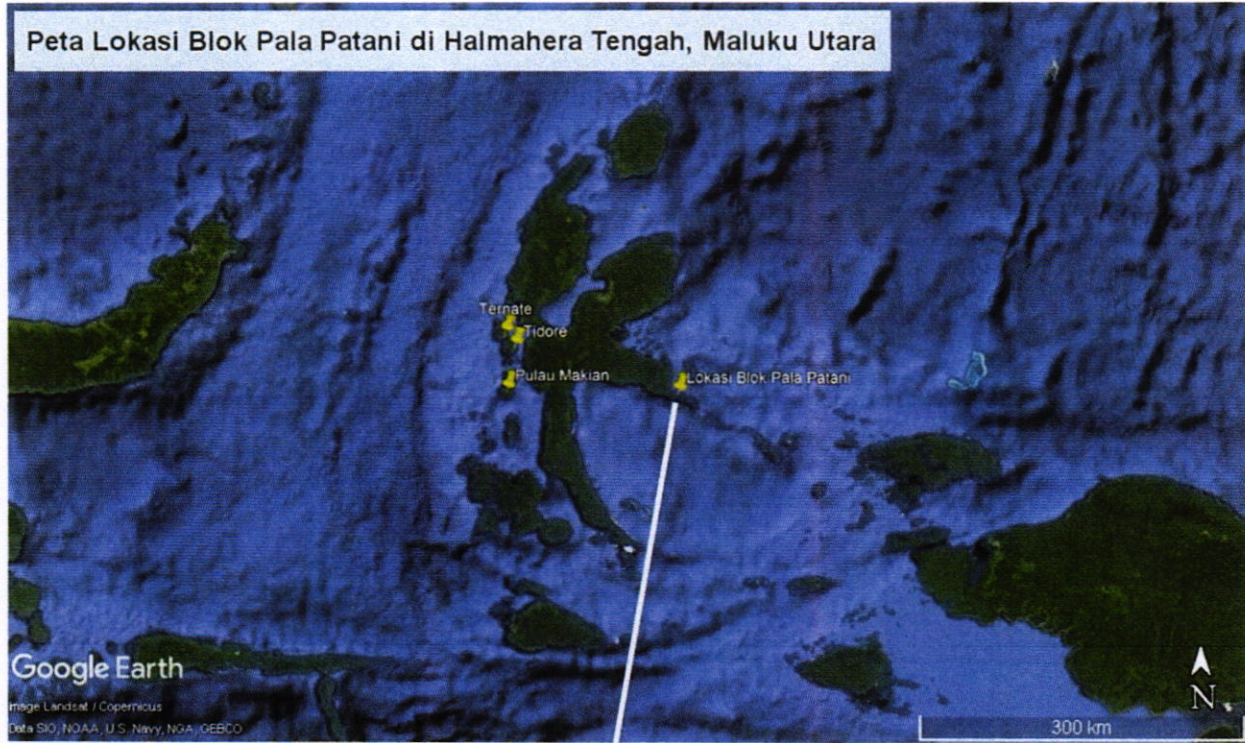 Peta Lokasi Blok Pala Patani di Halmahera Tengah, Maluku Utara
Ternate
Tidore
Pulau Makian
Lokasi Blok Pala Patani
Google Earth
Image Landsat / Copernicus
Data SIO, NOAA, U.S. Navy, NGA, GEBCO
N
300 km